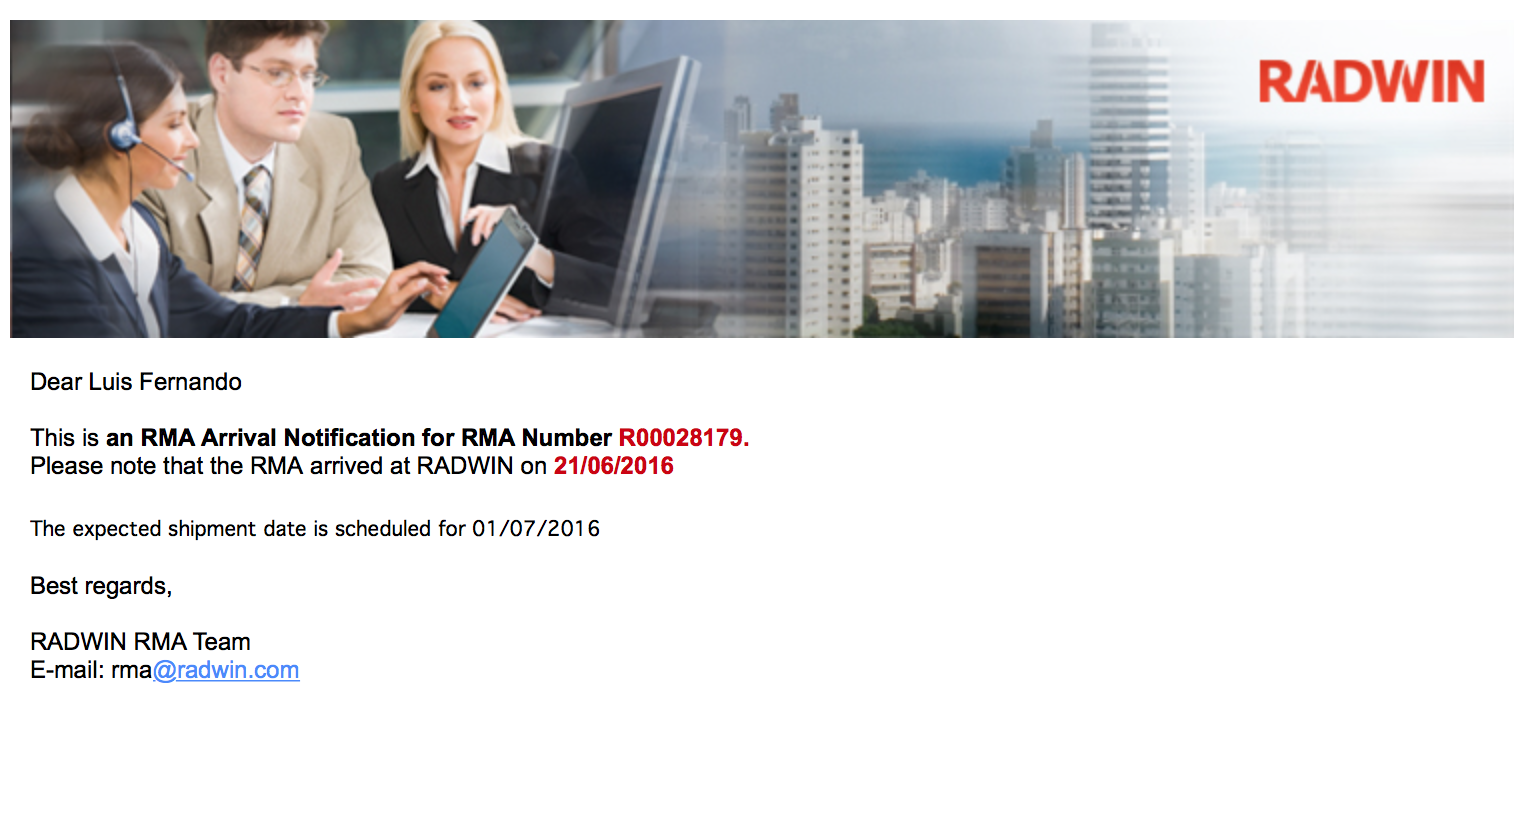 RADWIN
Dear Luis Fernando
This is an RMA Arrival Notification for RMA Number R00028179.
Please note that the RMA arrived at RADWIN on 21/06/2016
The expected shipment date is scheduled for 01/07/2016
Best regards,
RADWIN RMA Team
E-mail: rma@radwin.com